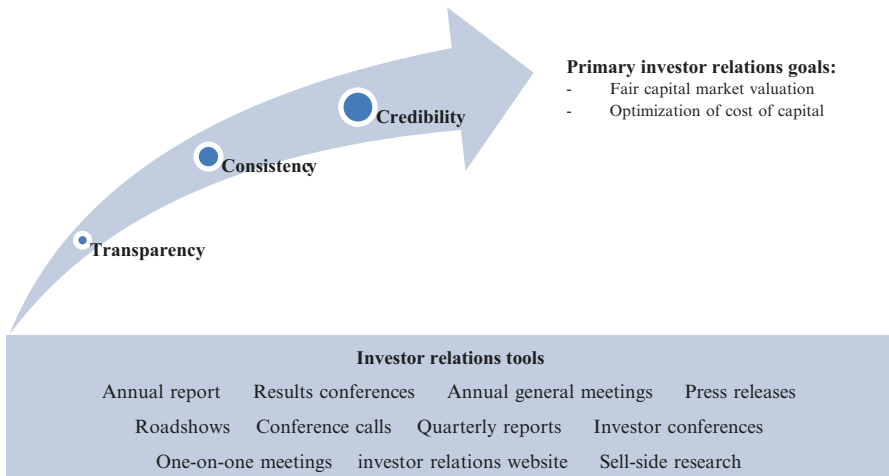 Primary investor relations goals:
- Fair capital market valuation
- Optimization of cost of capital
Credibility
Consistency
Transparency
Investor relations tools
Annual report Results conferences Annual general meetings Press releases
Roadshows Conference calls Quarterly reports Investor conferences
One-on-one meetings investor relations website Sell-side research